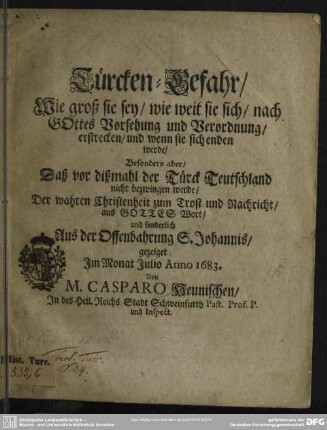 Türcken-Gefahr/
Wie groß sie sey/ wie weit sie sich/ nach
GOttes Vorsehung und Verordnung/
erstrecken/ und wenn sie sich enden
werde/
Besonders aber/
Daß vor dißmahl der Türck Teutschland
nicht bezwingen werde/
Der wahren Christenheit zum Trost und Nachricht/
aus GOTTES Wort/
und sonderlich
Aus der Offenbahrung S. Johannis/
gezeiget
Im Monat Julio Anno 1683.
Von
M. CASPARO Heunischen/
In des Heil. Reichs Stadt Schweinfurth Past. Prof. P.
und Inspect.
Hist. Turc.
535,6